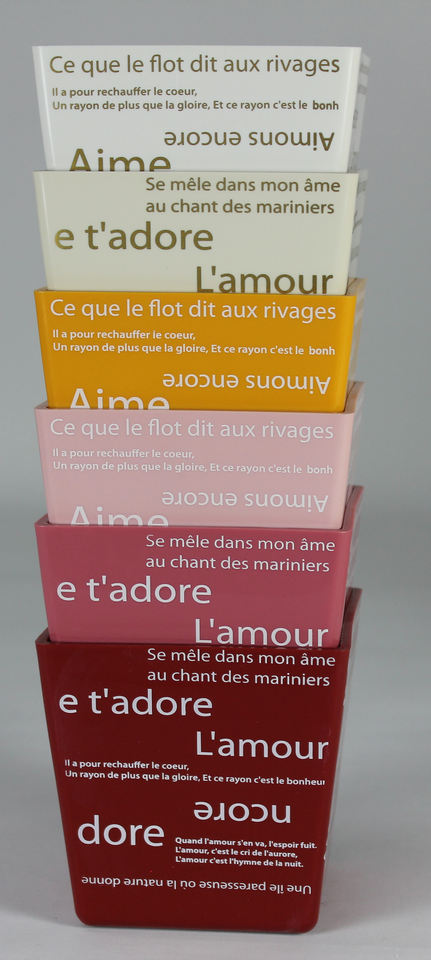 Ce que le flot dit aux rivages
Il a pour rechauffer le coeur,
Un rayon de plus que la gloire, Et ce rayon c'est le bonh
Aimons encore
Aime
Se mêle dans mon âme
au chant des mariniers
e t'adore
L'amour
Ce que le flot dit aux rivages
Il a pour rechauffer le coeur,
Un rayon de plus que la gloire, Et ce rayon c'est le bonh
Aimons encore
Aime
Ce que le flot dit aux rivages
Il a pour rechauffer le coeur,
Un rayon de plus que la gloire, Et ce rayon c'est le bonh
Aimons encore
Aime
Se mêle dans mon âme
au chant des mariniers
e t'adore
L'amour
Se mêle dans mon âme
au chant des mariniers
e t'adore
L'amour
Il a pour rechauffer le coeur,
Un rayon de plus que la gloire, Et ce rayon c'est le bonheur
ncore
dore
Quand l'amour s'en va, l'espoir fuit.
L'amour, c'est le cri de l'aurore,
L'amour c'est l'hymne de la nuit.
Une île paresseuse où la nature donne